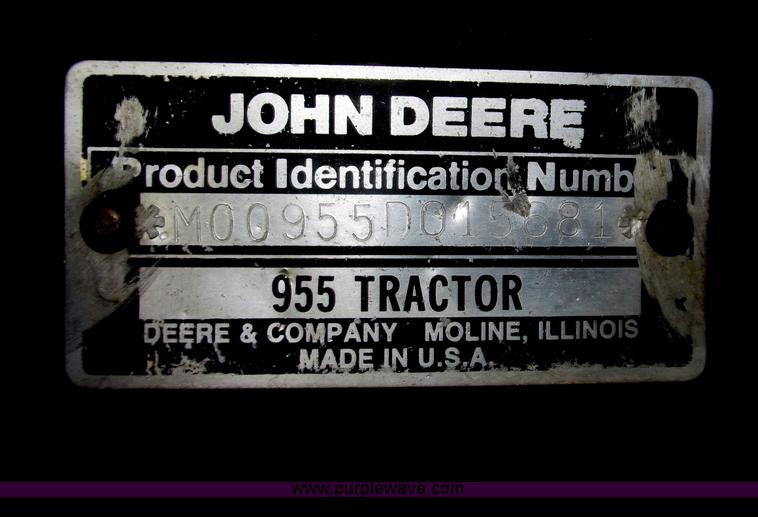 JOHN DEERE
Product Identification Numb
*M00955D015681*
955 TRACTOR
DEERE & COMPANY MOLINE, ILLINOIS
MADE IN U.S.A.
www.purplewave.com